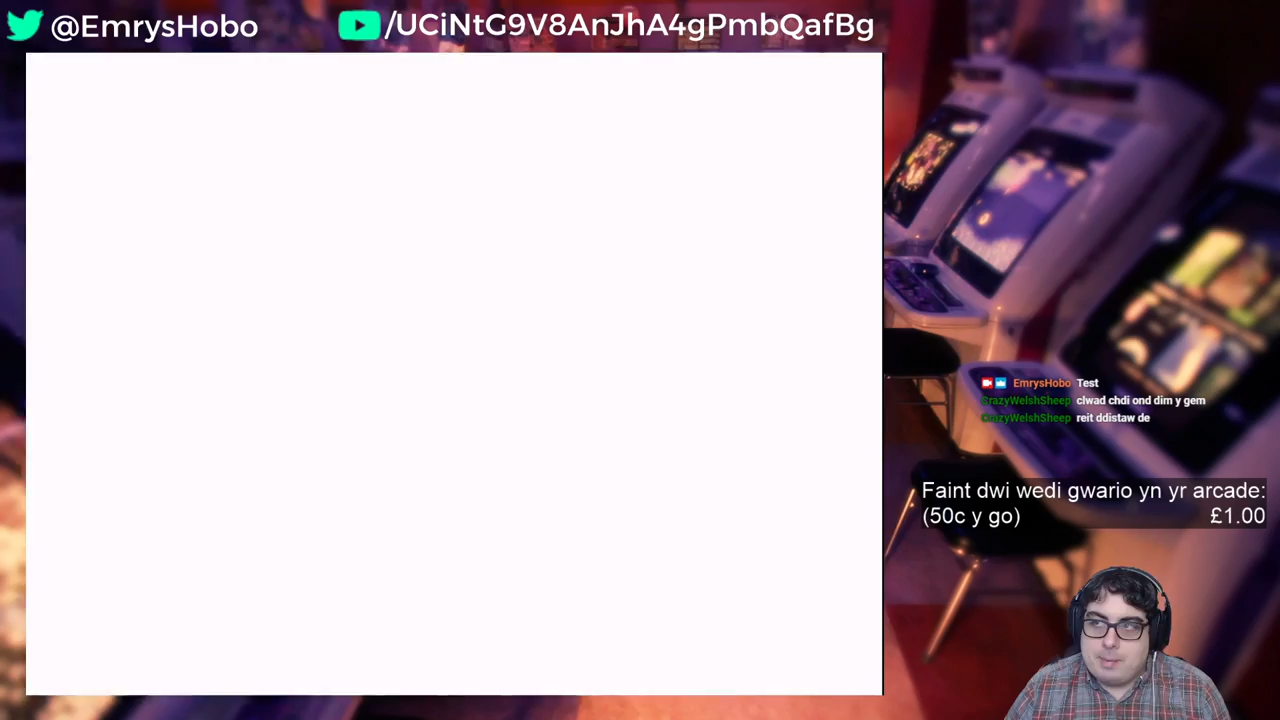 @EmrysHobo
/UCiNtG9V8AnJhA4gPmbQafBg
EmrysHobo Test
CrazyWelshSheep clwad chdi ond dim y gem
CrazyWelshSheep reit ddistaw de
Faint dwi wedi gwario yn yr arcade:
(50c y go) £1.00